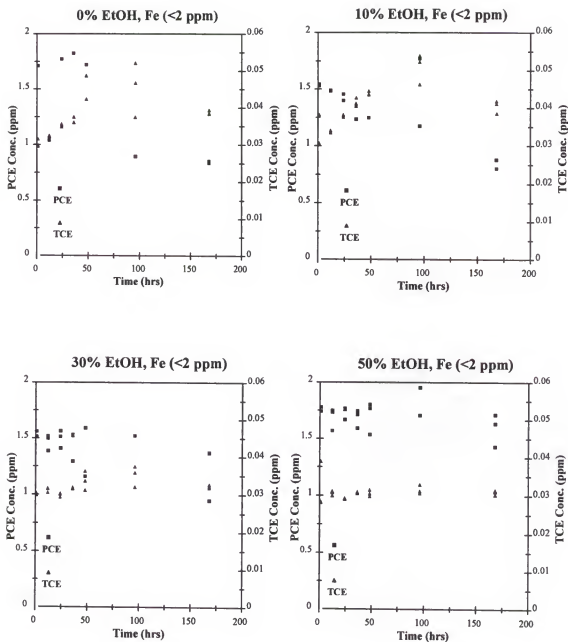 0% EtOH, Fe (<2 ppm)
PCE Conc. (ppm)
2
1.5
1
0.5
0
TCE Conc. (ppm)
0.06
0.05
0.04
0.03
0.02
0.01
0
PCE
TCE
0
50
100
150
200
Time (hrs)
10% EtOH, Fe (<2 ppm)
PCE Conc. (ppm)
2
1.5
1
0.5
0
TCE Conc. (ppm)
0.06
0.05
0.04
0.03
0.02
0.01
0
PCE
TCE
0
50
100
150
200
Time (hrs)
30% EtOH, Fe (<2 ppm)
PCE Conc. (ppm)
2
1.5
1
0.5
0
TCE Conc. (ppm)
0.06
0.05
0.04
0.03
0.02
0.01
0
PCE
TCE
0
50
100
150
200
Time (hrs)
50% EtOH, Fe (<2 ppm)
PCE Conc. (ppm)
2
1.5
1
0.5
0
TCE Conc. (ppm)
0.06
0.05
0.04
0.03
0.02
0.01
0
PCE
TCE
0
50
100
150
200
Time (hrs)